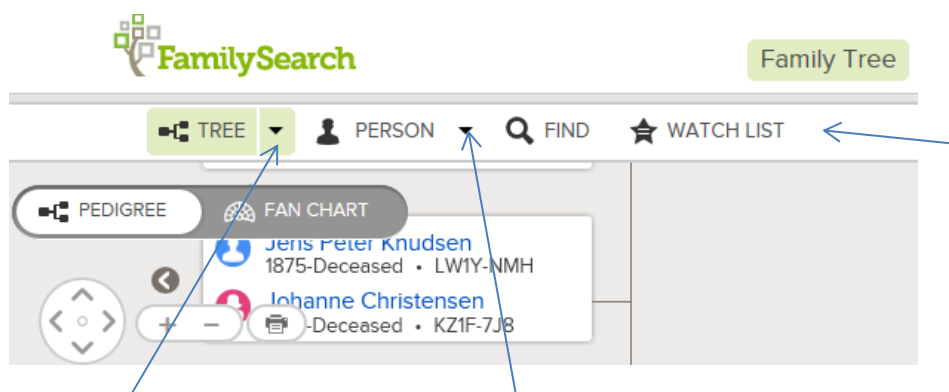 FamilySearch
Family Tree
TREE PERSON FIND WATCH LIST
PEDIGREE FAN CHART
Jens Peter Knudsen
1875-Deceased • LW1Y-NMH
Johanne Christensen
-Deceased • KZ1F-7J8